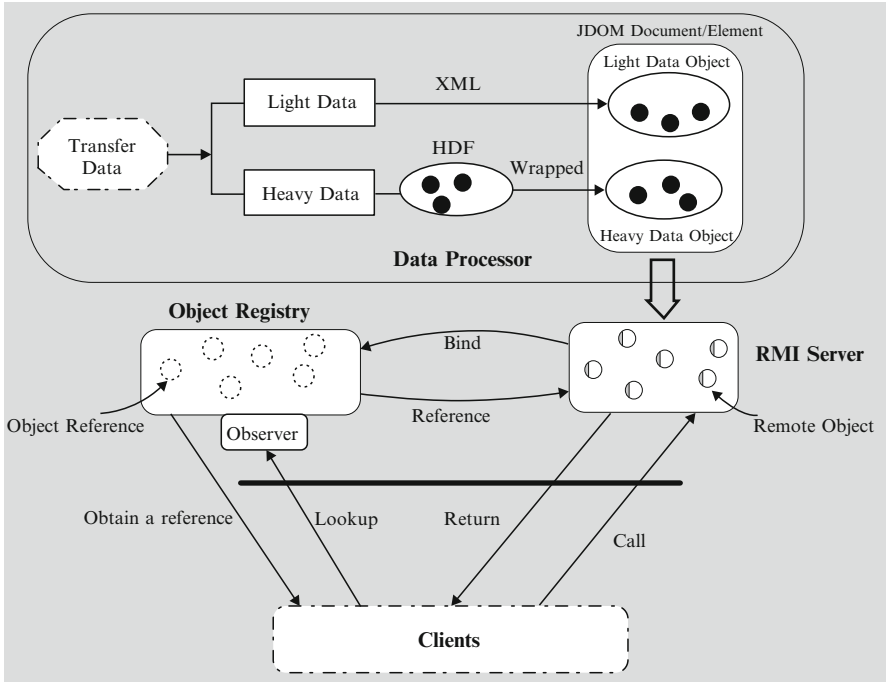 JDOM Document/Element
Light Data Object
XML
Light Data
Transfer
Data
HDF
Wrapped
Heavy Data
Heavy Data Object
Data Processor
Object Registry
Bind
RMI Server
Reference
Object Reference
Observer
Remote Object
Obtain a reference
Lookup
Return
Call
Clients